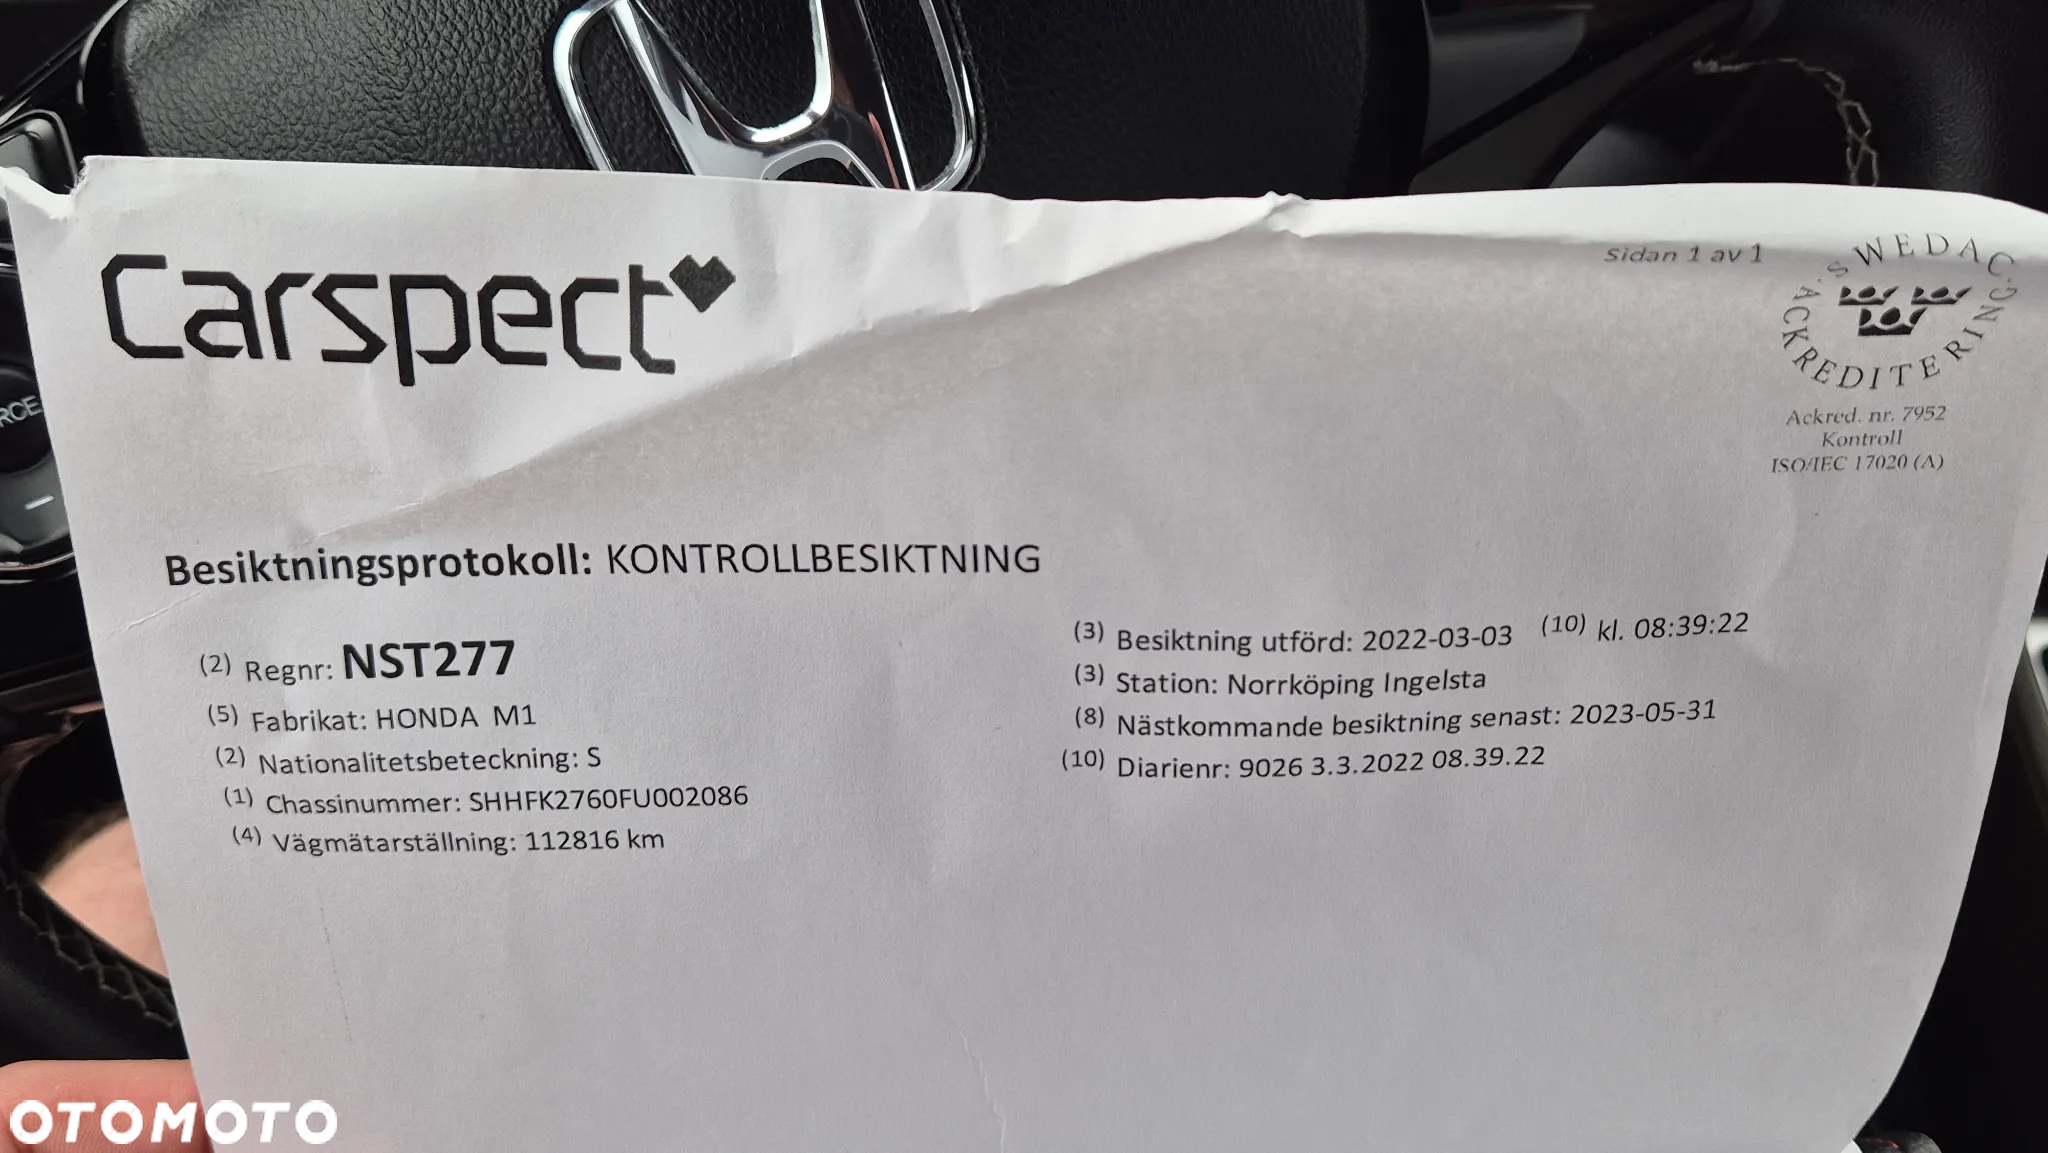 Carspect
Sidan 1 av 1
SWEDAC
ACKREDITERING
Ackred. nr. 7952
Kontroll
ISO/IEC 17020 (A)
Besiktningsprotokoll: KONTROLLBESIKTNING
(2) Regnr: NST277
(5) Fabrikat: HONDA M1
(2) Nationalitetsbeteckning: S
(1) Chassinummer: SHHFK2760FU002086
(4) Vägmätarställning: 112816 km
(3) Besiktning utförd: 2022-03-03 (10) kl. 08:39:22
(3) Station: Norrköping Ingelsta
(8) Nästkommande besiktning senast: 2023-05-31
(10) Diarienr: 9026 3.3.2022 08.39.22
OTOMOTO